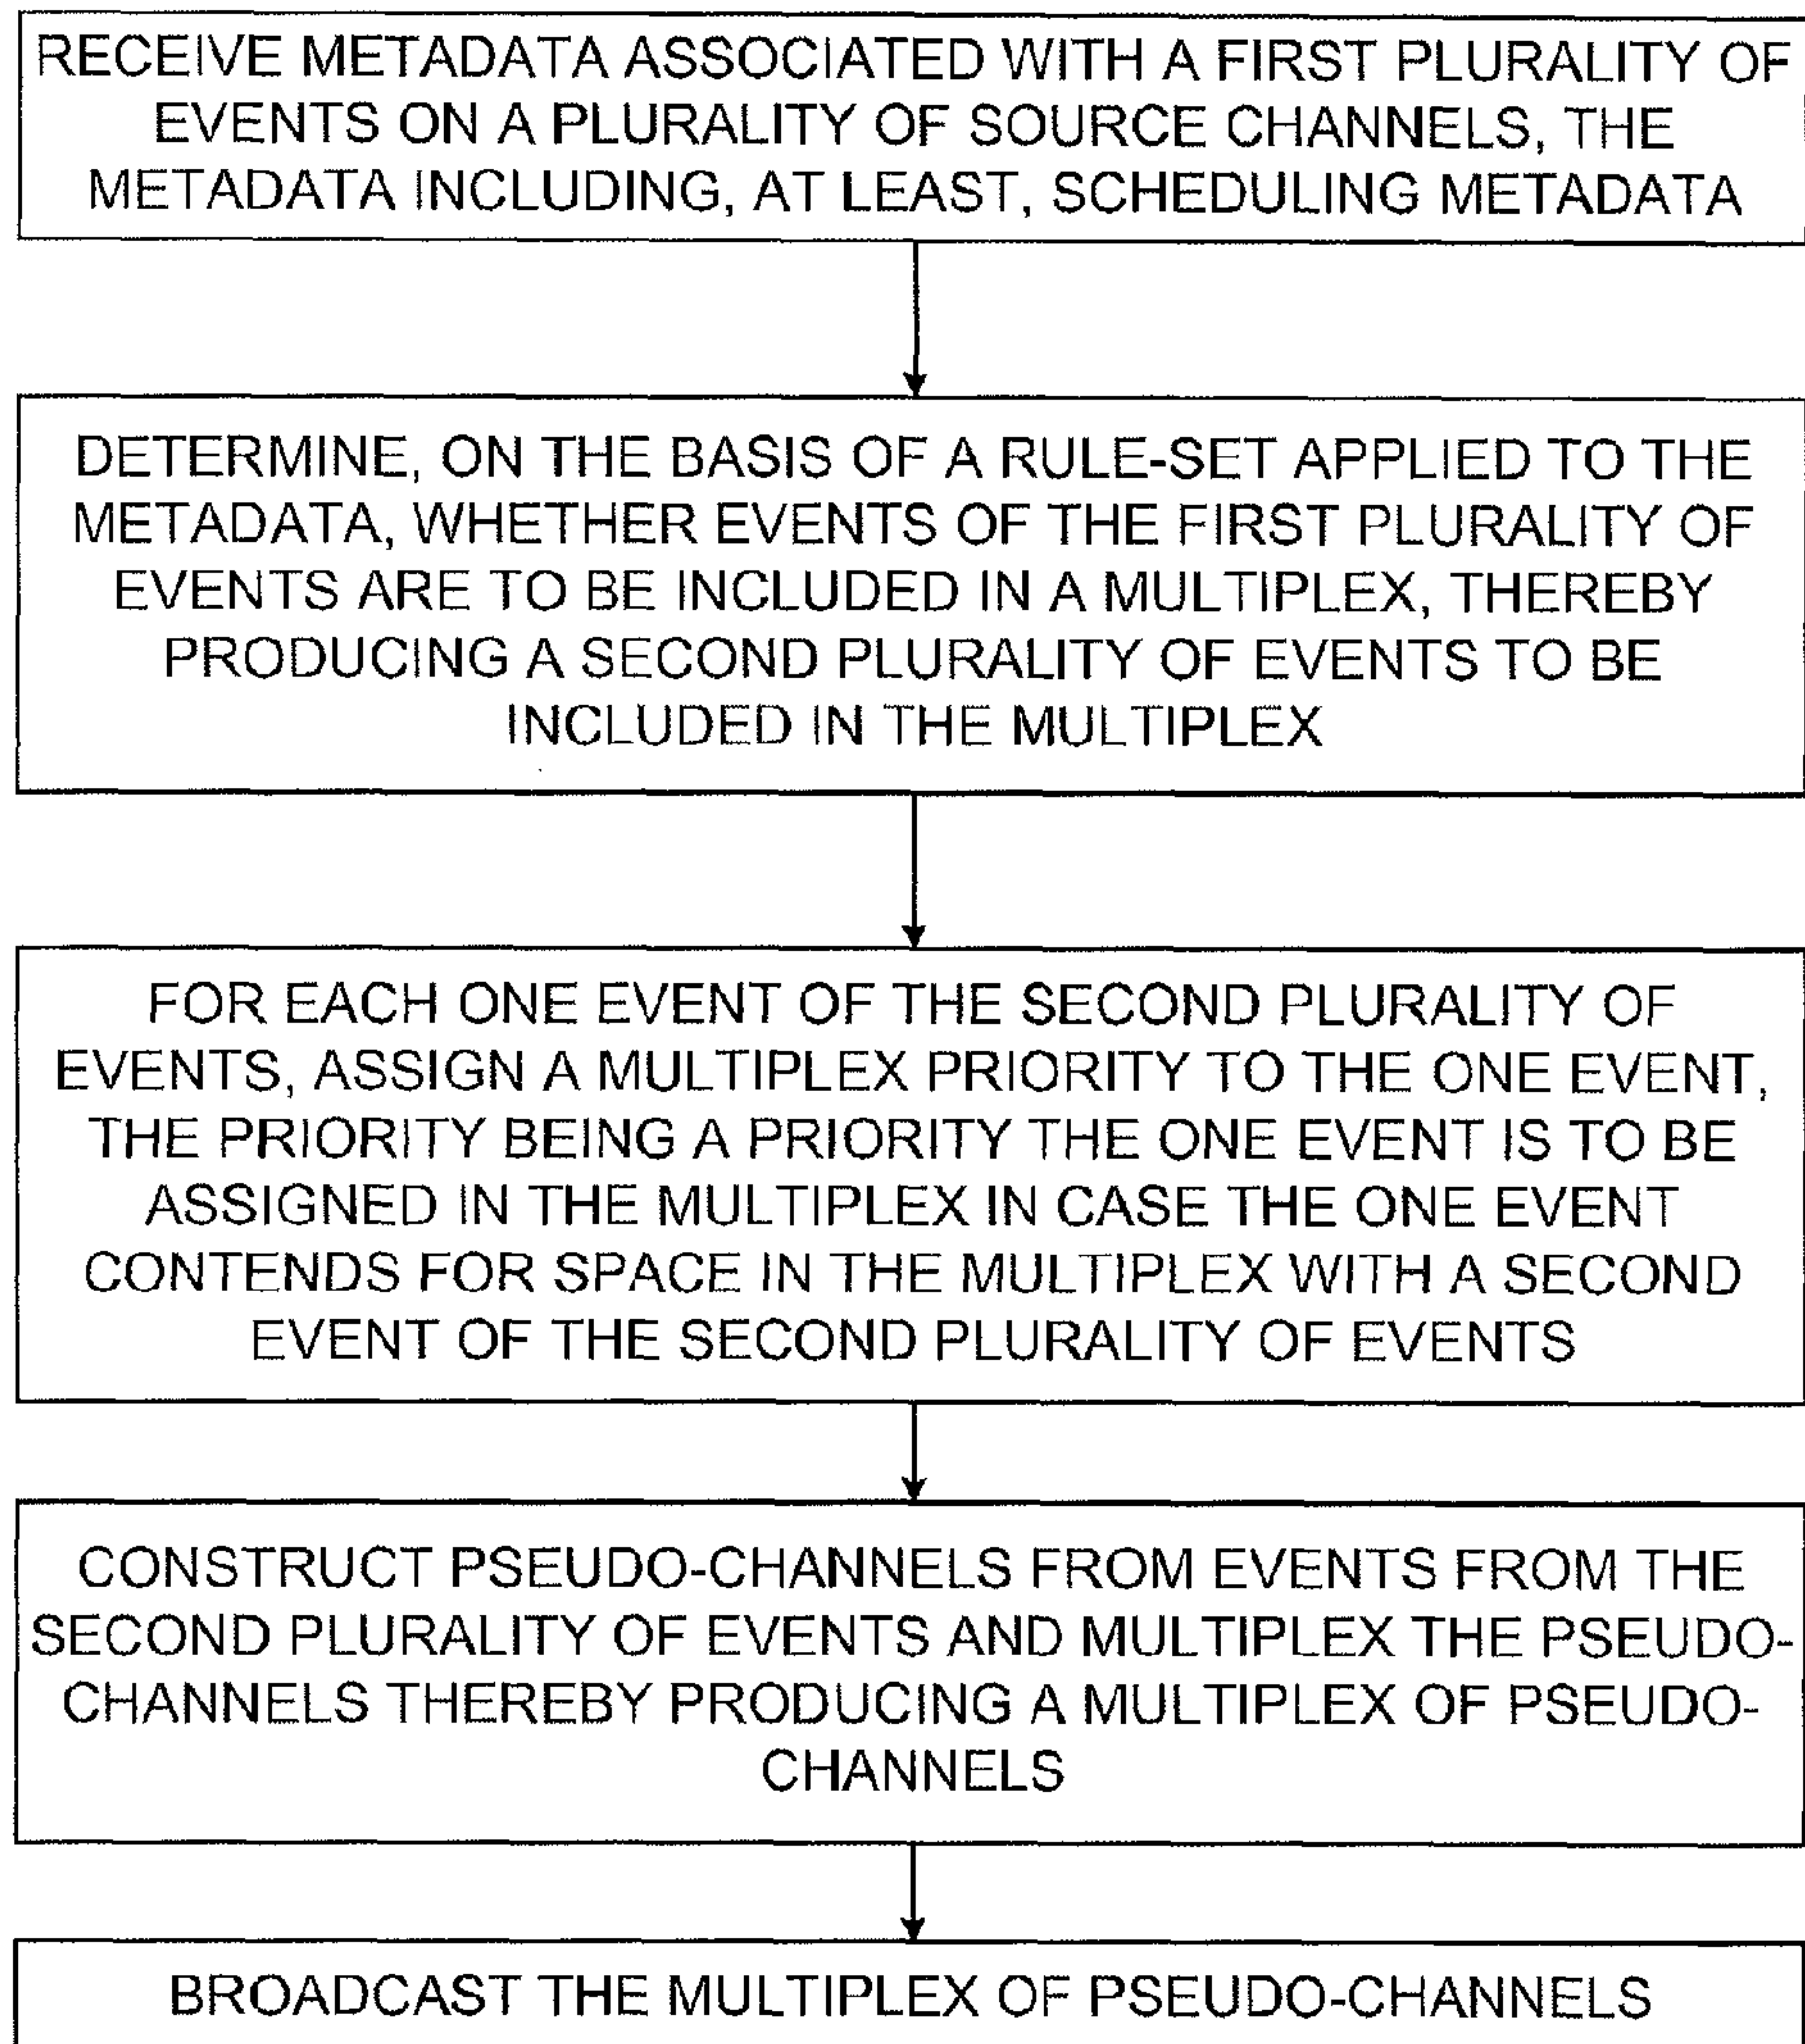 RECEIVE METADATA ASSOCIATED WITH A FIRST PLURALITY OF
EVENTS ON A PLURALITY OF SOURCE CHANNELS, THE
METADATA INCLUDING, AT LEAST, SCHEDULING METADATA
DETERMINE, ON THE BASIS OF A RULE-SET APPLIED TO THE
METADATA, WHETHER EVENTS OF THE FIRST PLURALITY OF
EVENTS ARE TO BE INCLUDED IN A MULTIPLEX, THEREBY
PRODUCING A SECOND PLURALITY OF EVENTS TO BE
INCLUDED IN THE MULTIPLEX
FOR EACH ONE EVENT OF THE SECOND PLURALITY OF
EVENTS, ASSIGN A MULTIPLEX PRIORITY TO THE ONE EVENT,
THE PRIORITY BEING A PRIORITY THE ONE EVENT IS TO BE
ASSIGNED IN THE MULTIPLEX IN CASE THE ONE EVENT
CONTENDS FOR SPACE IN THE MULTIPLEX WITH A SECOND
EVENT OF THE SECOND PLURALITY OF EVENTS
CONSTRUCT PSEUDO-CHANNELS FROM EVENTS FROM THE
SECOND PLURALITY OF EVENTS AND MULTIPLEX THE PSEUDO-
CHANNELS THEREBY PRODUCING A MULTIPLEX OF PSEUDO-
CHANNELS
BROADCAST THE MULTIPLEX OF PSEUDO-CHANNELS